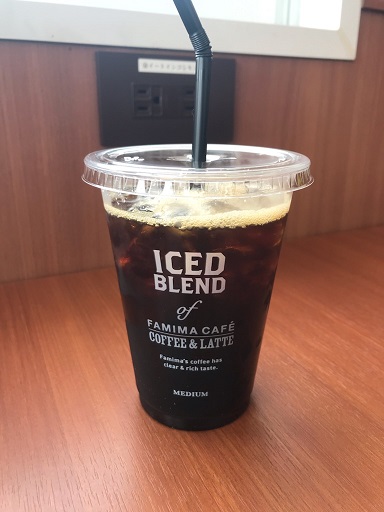 ICED
BLEND
of
FAMIMA CAFÉ
COFFEE & LATTE
Famima's coffee has
clear & rich taste.
MEDIUM